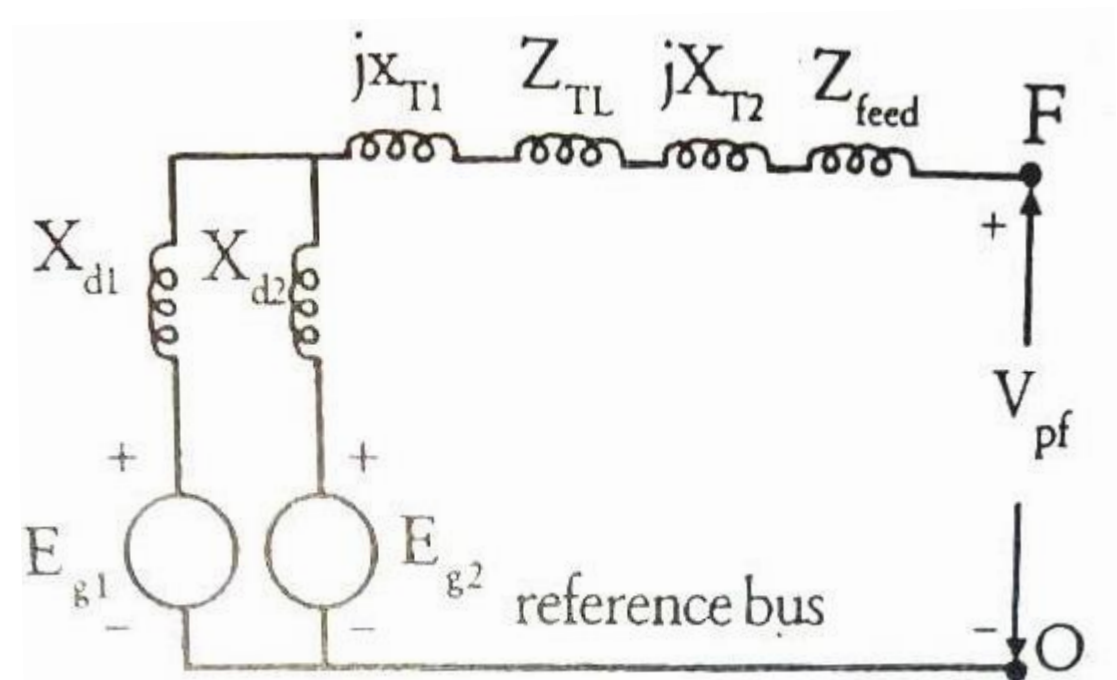 jx_T1 Z_TL jX_T2 Z_feed F
+
X_d1 X_d2
V_pf
+ +
E_g1 E_g2
reference bus
- - - O